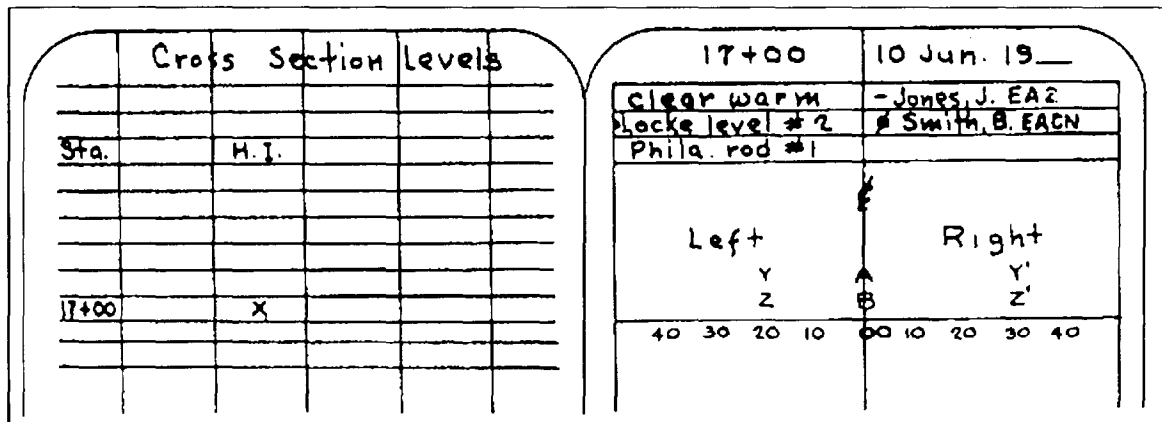 Cross Section Levels
Sta. H.I.
17+00 X
17+00 10 Jun. 19__
clear warm - Jones, J. EA2
Locke level #2 ø Smith, B. EACN
Phila. rod #1
Left Right
Y Y'
Z B Z'
40 30 20 10 00 10 20 30 40